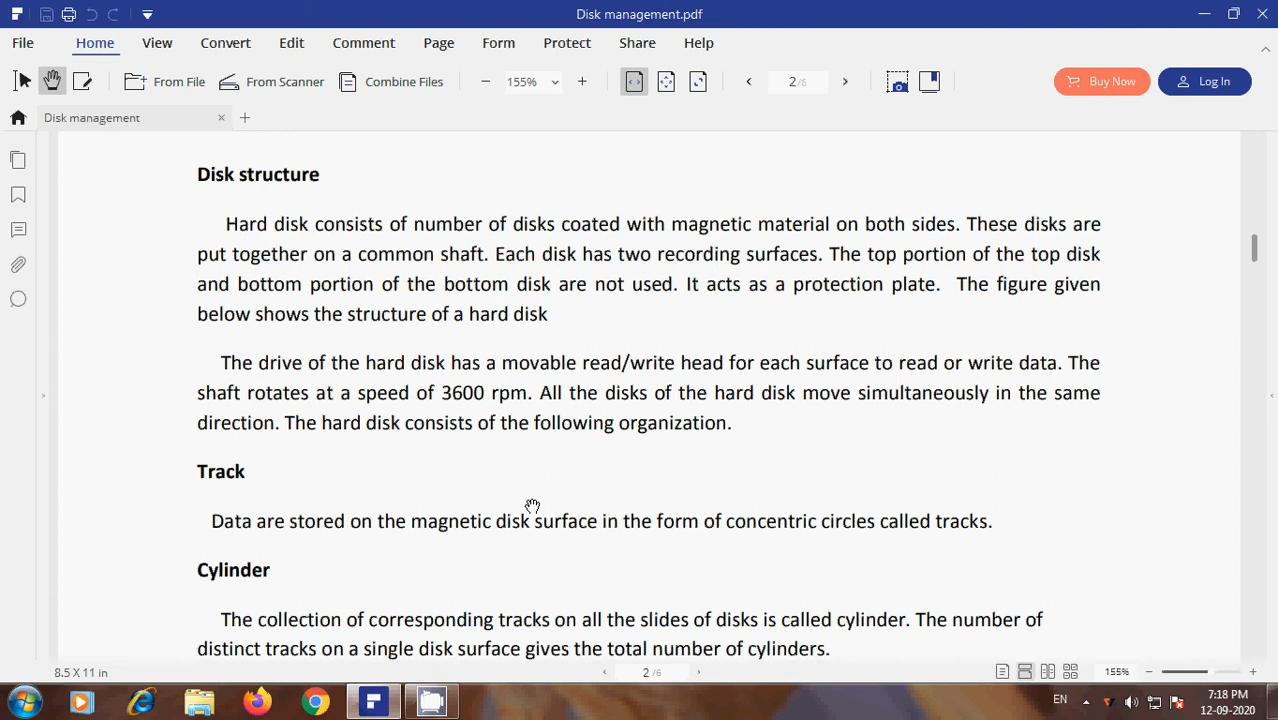 Disk management.pdf
File Home View Convert Edit Comment Page Form Protect Share Help
From File From Scanner Combine Files 155% 2/6 Buy Now Log In
Disk management
Disk structure
Hard disk consists of number of disks coated with magnetic material on both sides. These disks are
put together on a common shaft. Each disk has two recording surfaces. The top portion of the top disk
and bottom portion of the bottom disk are not used. It acts as a protection plate. The figure given
below shows the structure of a hard disk
The drive of the hard disk has a movable read/write head for each surface to read or write data. The
shaft rotates at a speed of 3600 rpm. All the disks of the hard disk move simultaneously in the same
direction. The hard disk consists of the following organization.
Track
Data are stored on the magnetic disk surface in the form of concentric circles called tracks.
Cylinder
The collection of corresponding tracks on all the slides of disks is called cylinder. The number of
distinct tracks on a single disk surface gives the total number of cylinders.
8.5 X 11 in 2/6 155%
EN 7:18 PM
12-09-2020